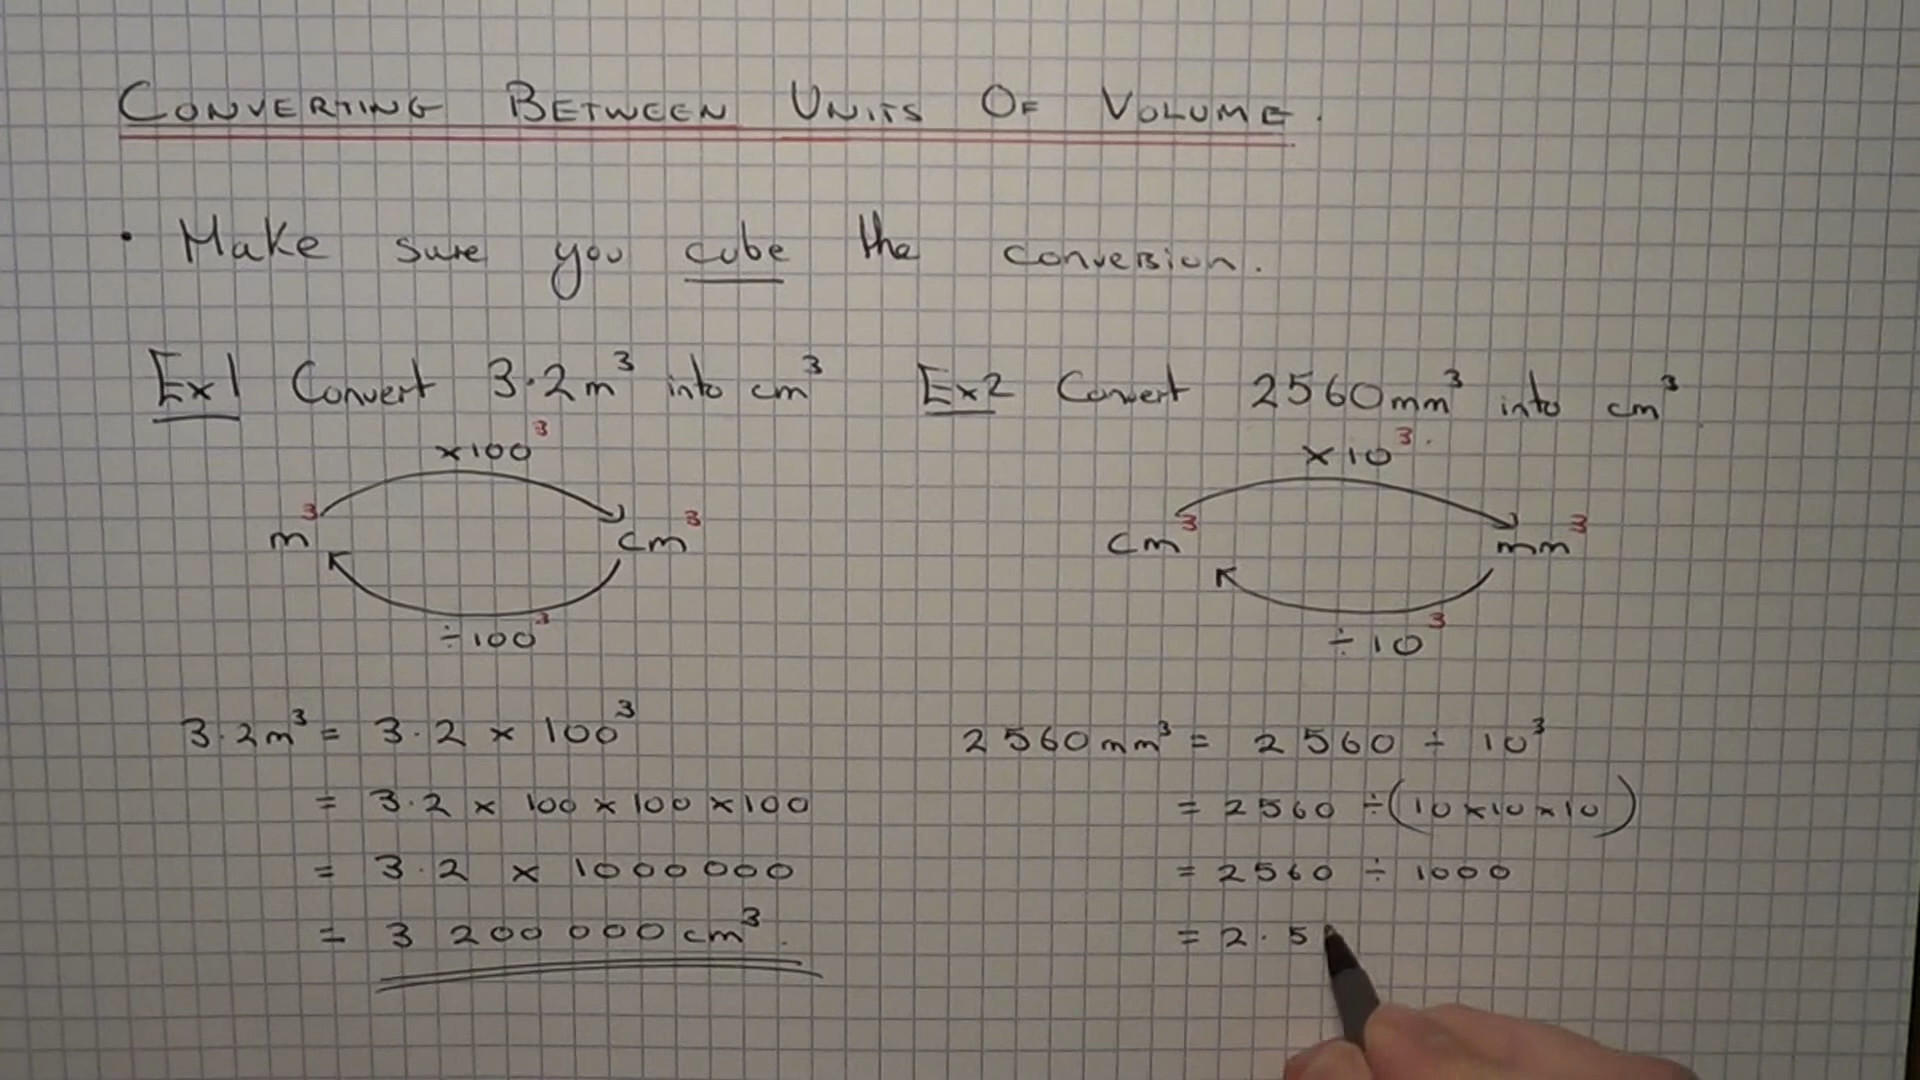 CONVERTING BETWEEN UNITS OF VOLUME.
• Make sure you cube the conversion.
Ex1 Convert 3.2m³ into cm³
×100³
m³ cm³
÷100³
3.2m³ = 3.2 × 100³
= 3.2 × 100 × 100 × 100
= 3.2 × 1000000
= 3 200 000 cm³.
Ex2 Convert 2560mm³ into cm³
×10³
cm³ mm³
÷10³
2560mm³ = 2560 ÷ 10³
= 2560 ÷ (10×10×10)
= 2560 ÷ 1000
= 2.5